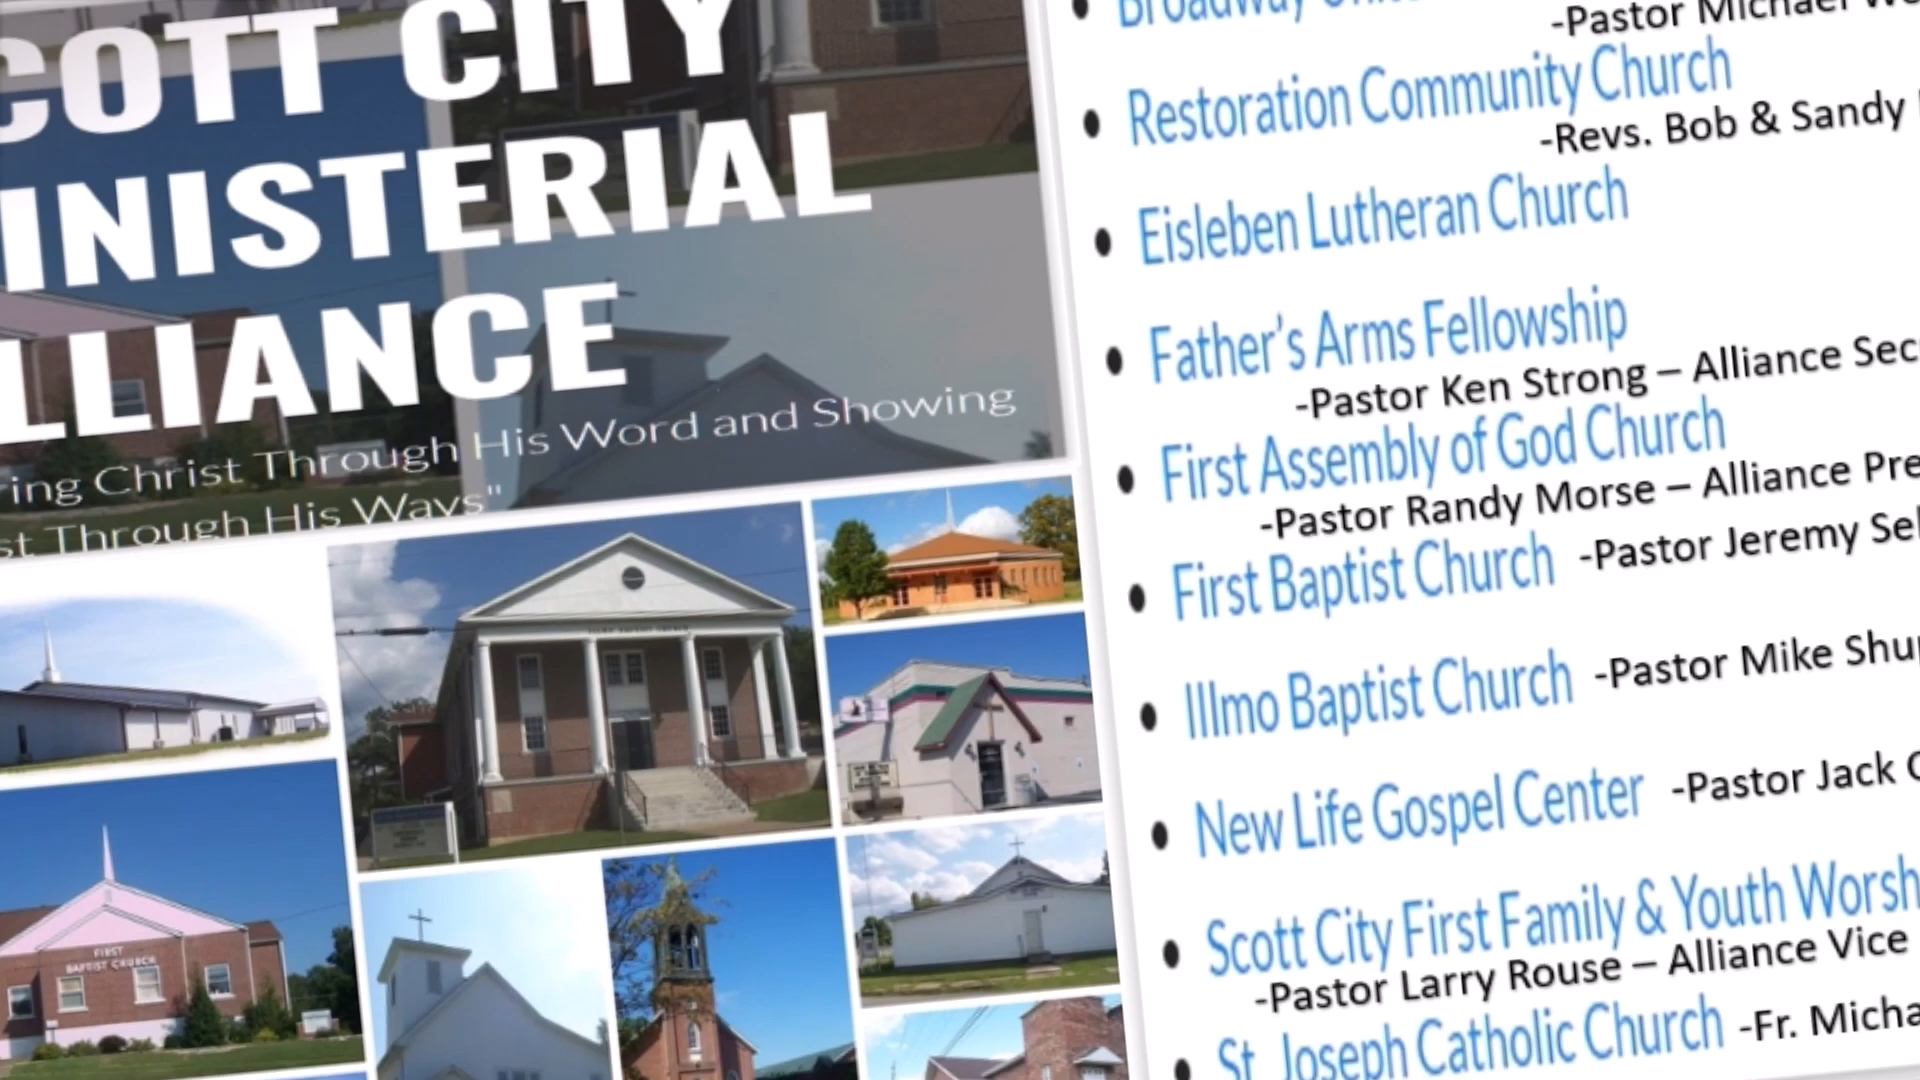 COTT CITY
INISTERIAL
LLIANCE
ring Christ Through His Word and Showing
st Through His Ways"
FIRST
BAPTIST CHURCH
Broadway
-Pastor Michael
Restoration Community Church
-Revs. Bob & Sandy
Eisleben Lutheran Church
Father's Arms Fellowship
-Pastor Ken Strong – Alliance Sec
First Assembly of God Church
-Pastor Randy Morse – Alliance Pre
First Baptist Church -Pastor Jeremy Sel
Illmo Baptist Church -Pastor Mike Shu
New Life Gospel Center -Pastor Jack
Scott City First Family & Youth Worsh
-Pastor Larry Rouse – Alliance Vice
St. Joseph Catholic Church -Fr. Micha